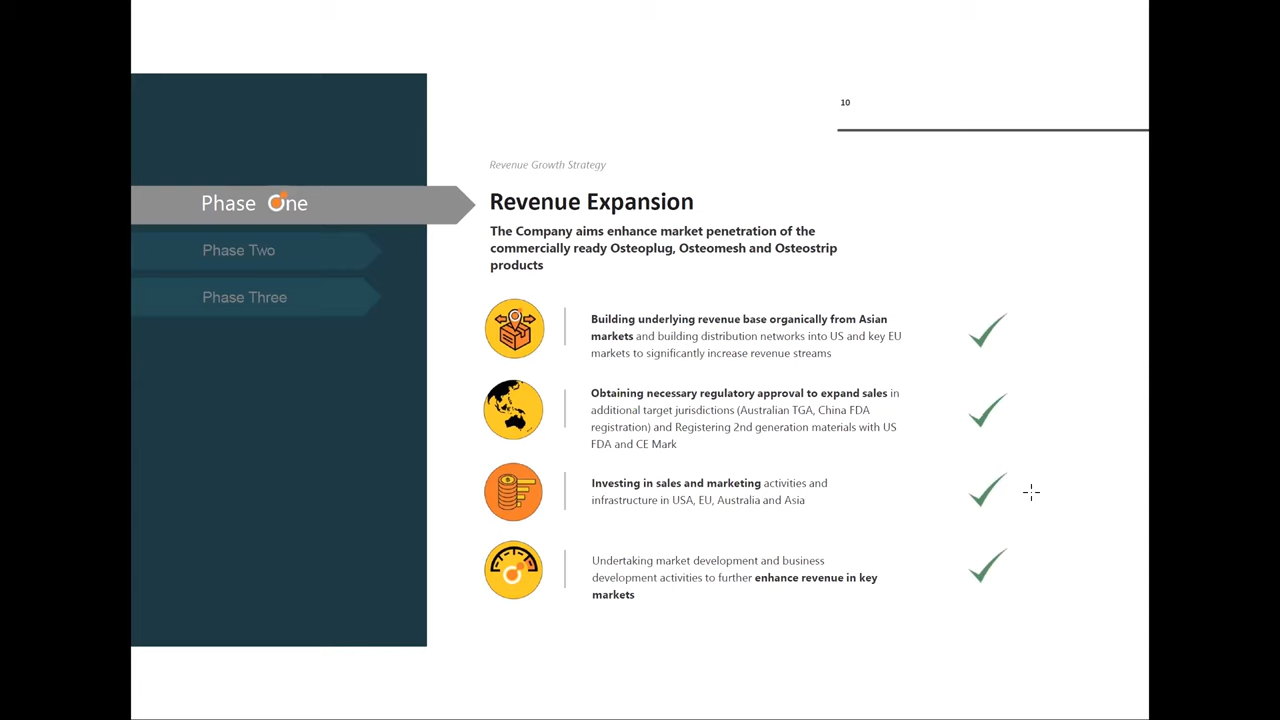 10
Revenue Growth Strategy
Phase One
Phase Two
Phase Three
Revenue Expansion
The Company aims enhance market penetration of the
commercially ready Osteoplug, Osteomesh and Osteostrip
products
Building underlying revenue base organically from Asian
markets and building distribution networks into US and key EU
markets to significantly increase revenue streams
Obtaining necessary regulatory approval to expand sales in
additional target jurisdictions (Australian TGA, China FDA
registration) and Registering 2nd generation materials with US
FDA and CE Mark
Investing in sales and marketing activities and
infrastructure in USA, EU, Australia and Asia
Undertaking market development and business
development activities to further enhance revenue in key
markets